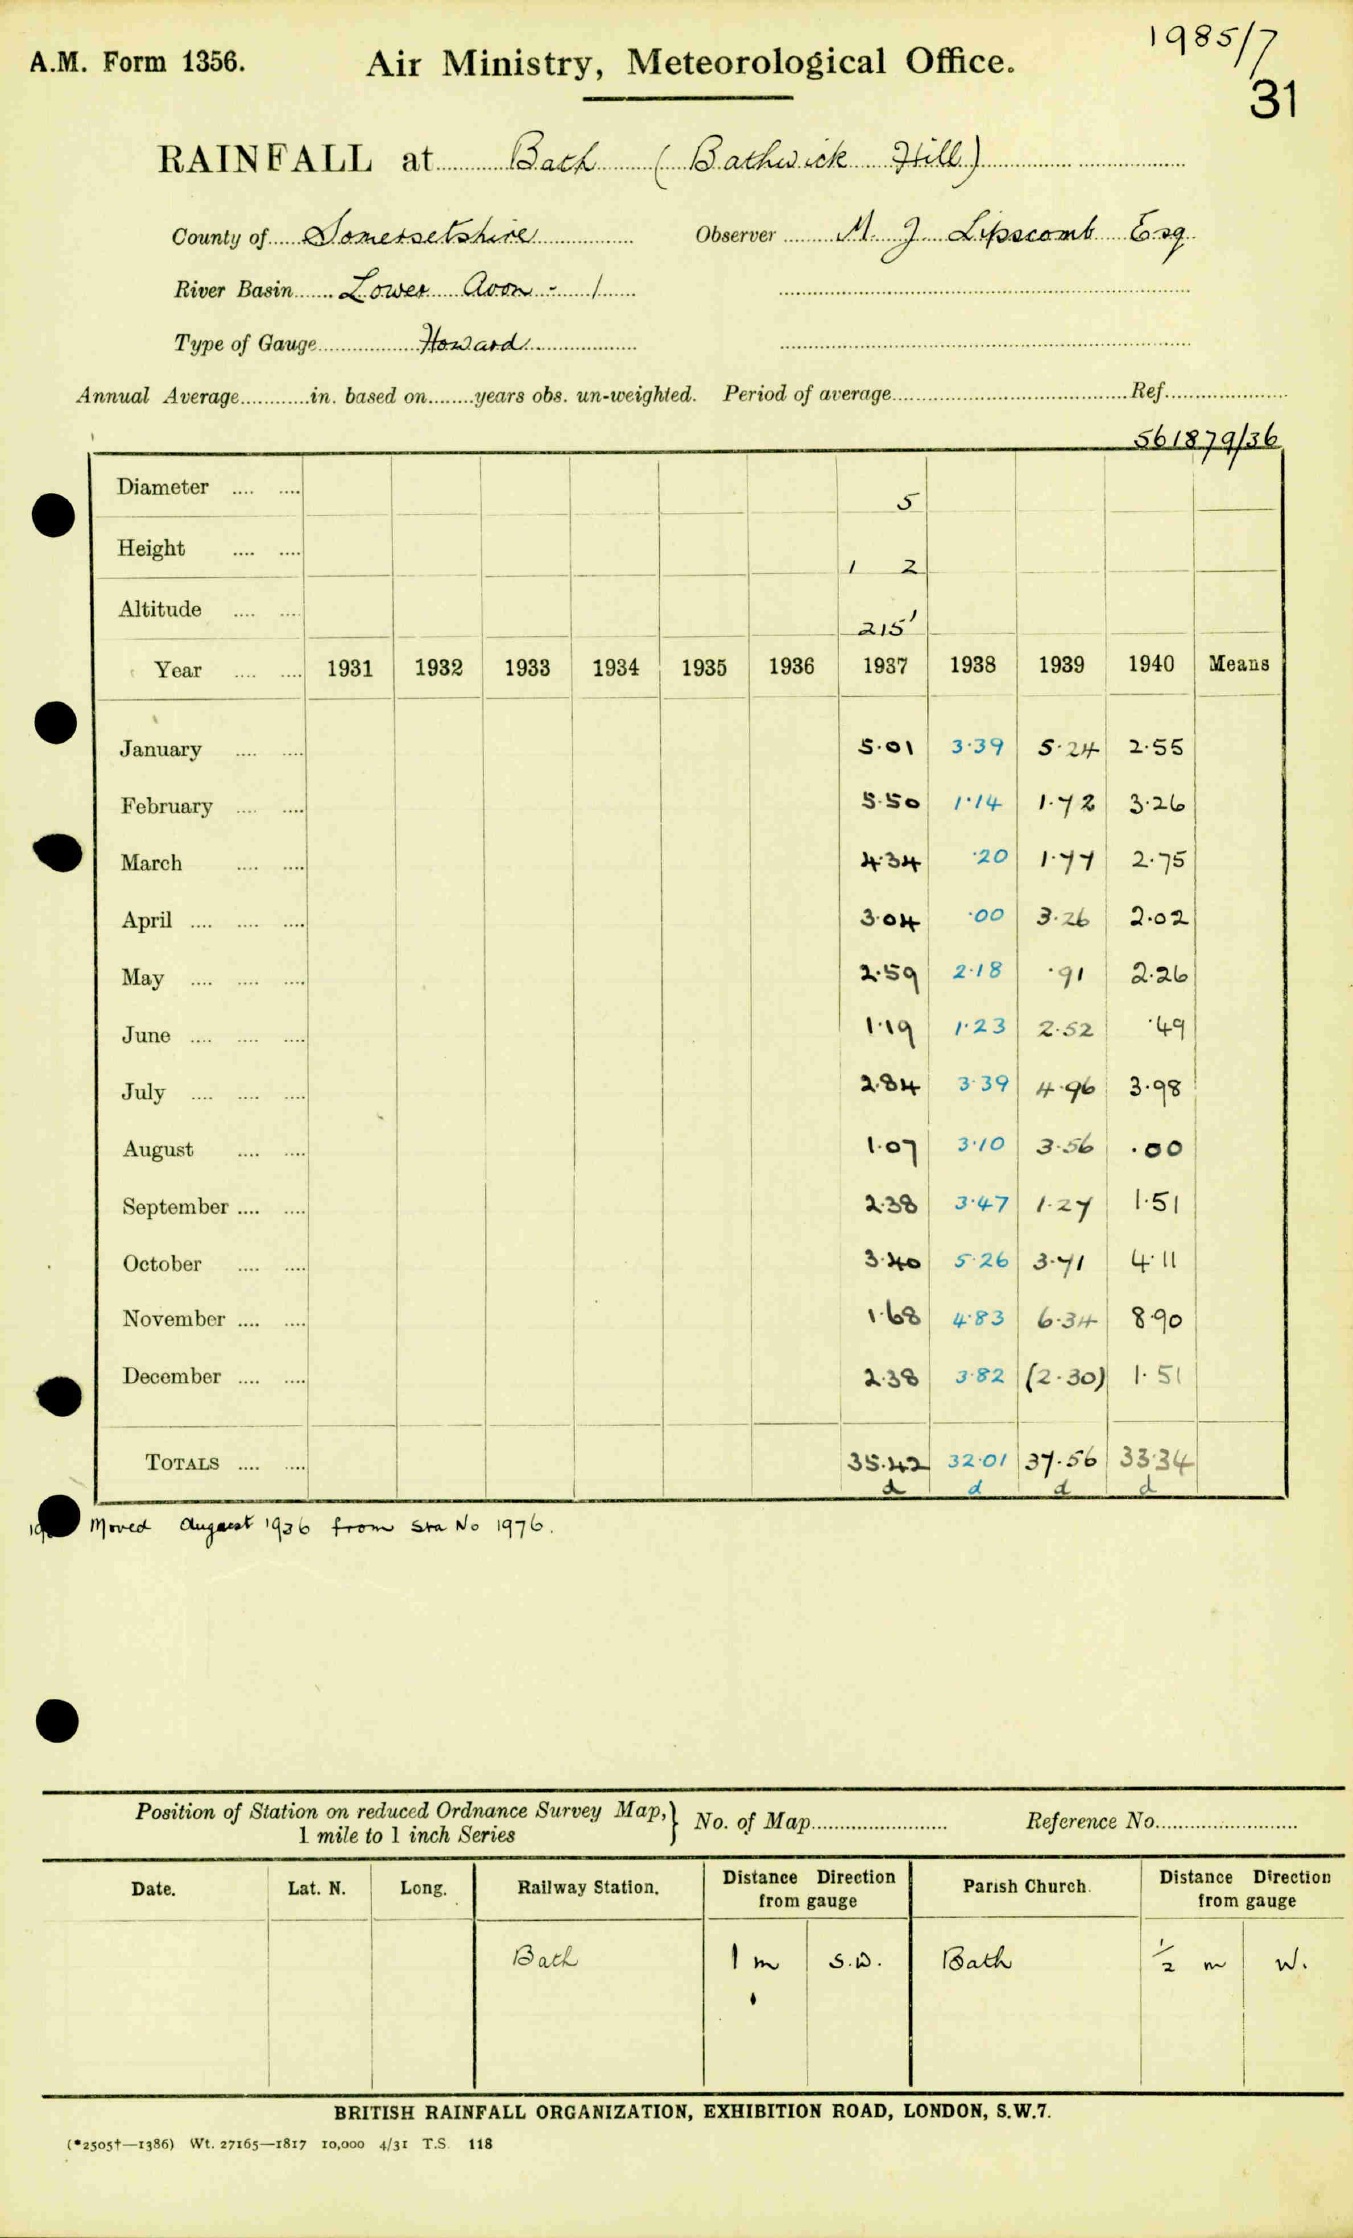 1985/7
A.M. Form 1356. Air Ministry, Meteorological Office.
31
RAINFALL at Bath (Bathwick Hill)
County of Somersetshire Observer M. J. Lipscomb Esq
River Basin Lower Avon - 1
Type of Gauge Howard
Annual Average in. based on years obs. un-weighted. Period of average Ref.
561879/36
Diameter 5
Height 1 2
Altitude 215'
Year 1931 1932 1933 1934 1935 1936 1937 1938 1939 1940 Means
January 5.01 3.39 5.24 2.55
February 5.50 1.14 1.72 3.26
March 4.34 .20 1.77 2.75
April 3.04 .00 3.26 2.02
May 2.59 2.18 .91 2.26
June 1.19 1.23 2.52 .49
July 2.84 3.39 4.96 3.98
August 1.07 3.10 3.56 .00
September 2.38 3.47 1.27 1.51
October 3.40 5.26 3.71 4.11
November 1.68 4.83 6.34 8.90
December 2.38 3.82 (2.30) 1.51
TOTALS 35.42 32.01 37.56 33.34
d d d d
Moved August 1936 from Sta No 1976.
Position of Station on reduced Ordnance Survey Map,} No. of Map Reference No.
1 mile to 1 inch Series
Date. Lat. N. Long. Railway Station. Distance Direction from gauge Parish Church. Distance Direction from gauge
Bath 1 m S.W. Bath 1/2 m W.
BRITISH RAINFALL ORGANIZATION, EXHIBITION ROAD, LONDON, S.W.7.
(*2505†—1386) Wt. 27165—1817 10,000 4/31 T.S. 118